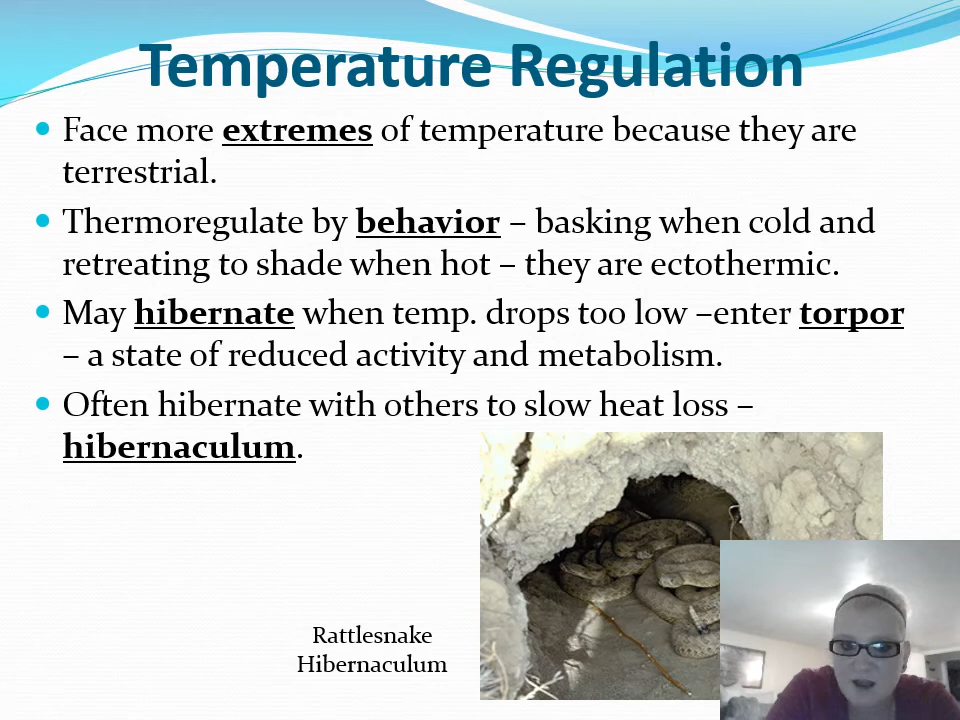 Temperature Regulation
Face more extremes of temperature because they are
terrestrial.
Thermoregulate by behavior – basking when cold and
retreating to shade when hot – they are ectothermic.
May hibernate when temp. drops too low –enter torpor
– a state of reduced activity and metabolism.
Often hibernate with others to slow heat loss –
hibernaculum.
Rattlesnake
Hibernaculum